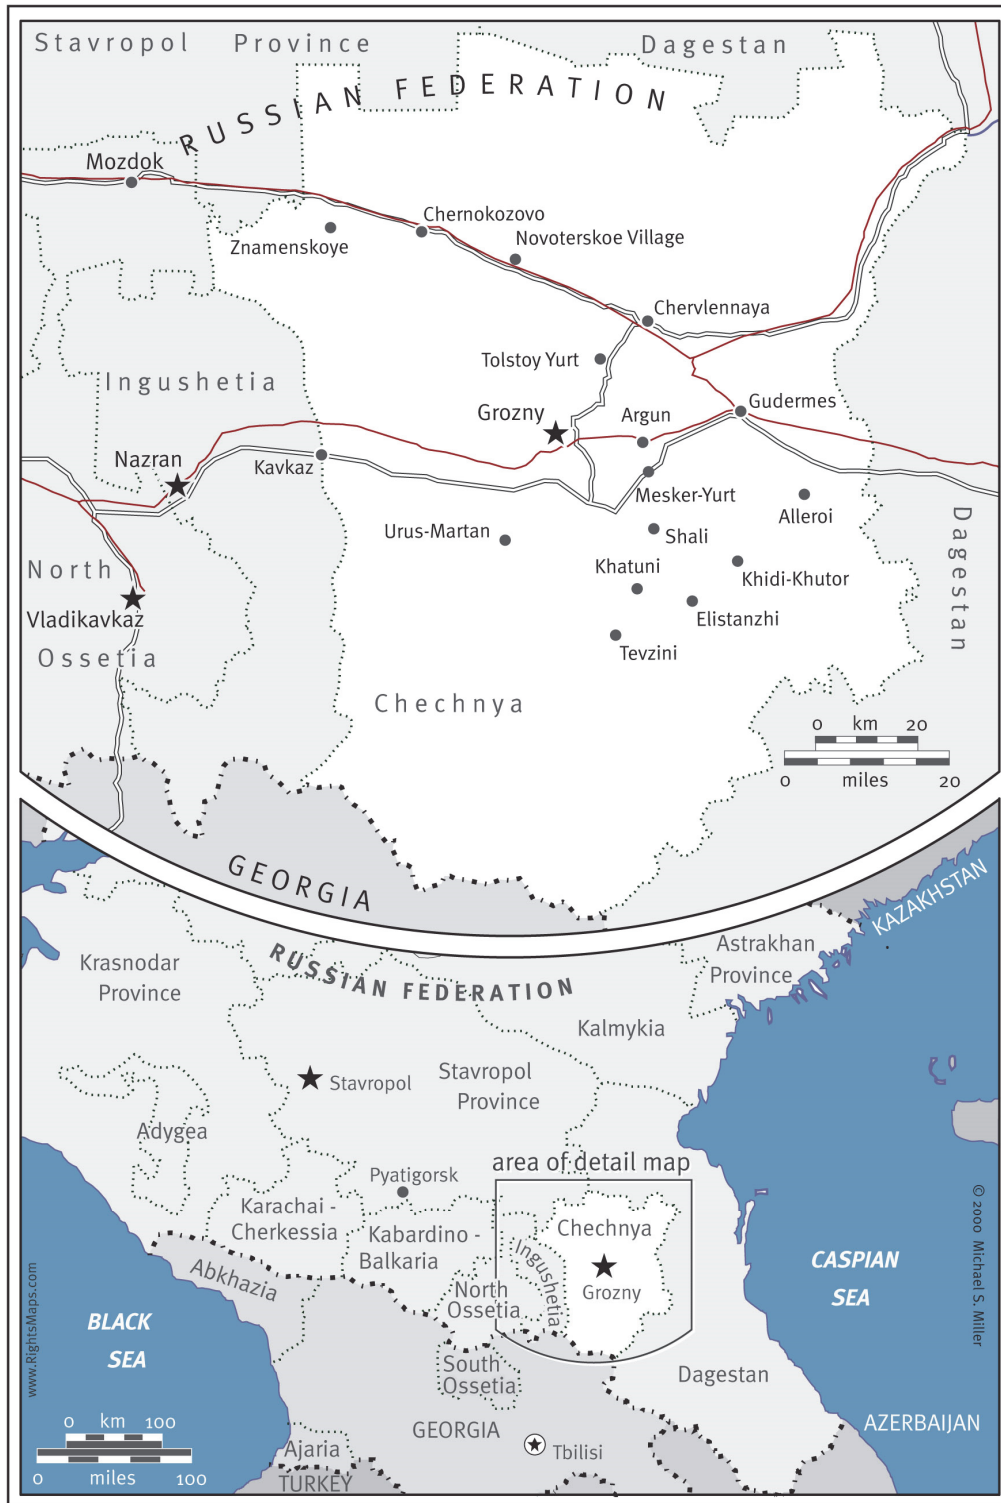 Stavropol Province
Dagestan
RUSSIAN FEDERATION
Mozdok
Chernokozovo
Znamenskoye
Novoterskoe Village
Chervlennaya
Tolstoy Yurt
Ingushetia
Grozny
Argun
Gudermes
Nazran
Kavkaz
Mesker-Yurt
Alleroi
Urus-Martan
Shali
Dagestan
Khatuni
Khidi-Khutor
North
Ossetia
Vladikavkaz
Elistanzhi
Tevzini
Chechnya
0 km 20
0 miles 20
GEORGIA
KAZAKHSTAN
Astrakhan
Province
Krasnodar
Province
RUSSIAN FEDERATION
Kalmykia
Stavropol
Stavropol
Province
Adygea
area of detail map
Pyatigorsk
Karachai -
Cherkessia
Kabardino -
Balkaria
Chechnya
Ingushetia
Grozny
© 2000 Michael S. Miller
Abkhazia
North
Ossetia
CASPIAN
SEA
www.RightsMaps.com
BLACK
SEA
South
Ossetia
Dagestan
0 km 100
0 miles 100
GEORGIA
AZERBAIJAN
Tbilisi
Ajaria
TURKEY